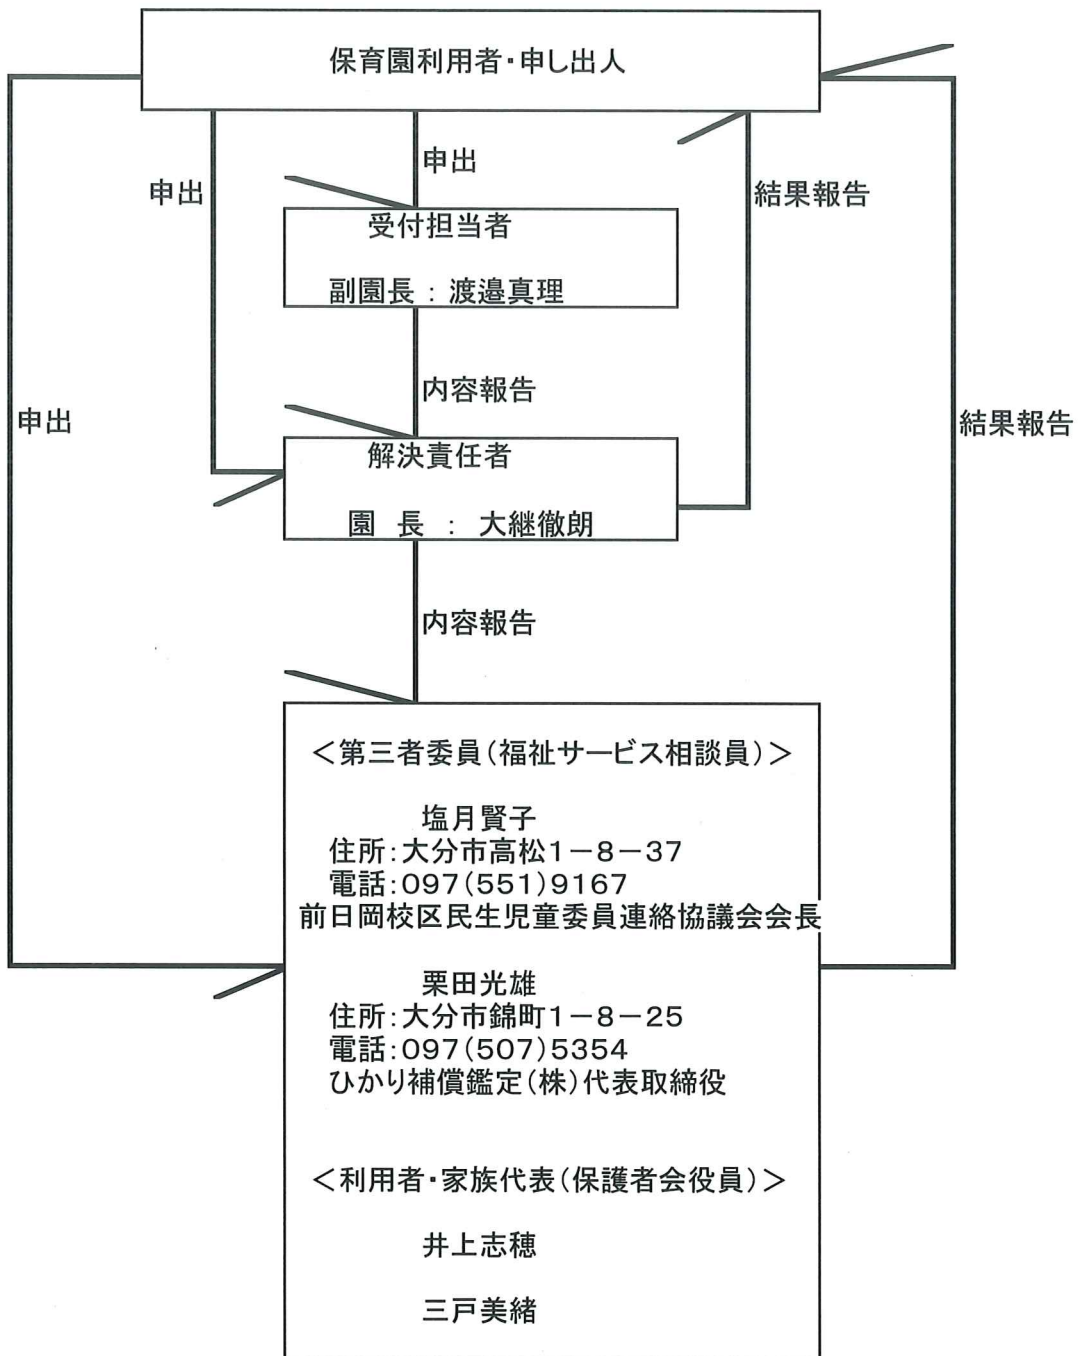 保育園利用者・申し出人
申出
申出
結果報告
受付担当者
副園長 : 渡邉真理
内容報告
申出
結果報告
解決責任者
園 長 : 大継徹朗
内容報告
<第三者委員(福祉サービス相談員)>
塩月賢子
住所:大分市高松1-8-37
電話:097(551)9167
前日岡校区民生児童委員連絡協議会会長
栗田光雄
住所:大分市錦町1-8-25
電話:097(507)5354
ひかり補償鑑定(株)代表取締役
<利用者・家族代表(保護者会役員)>
井上志穂
三戸美緒